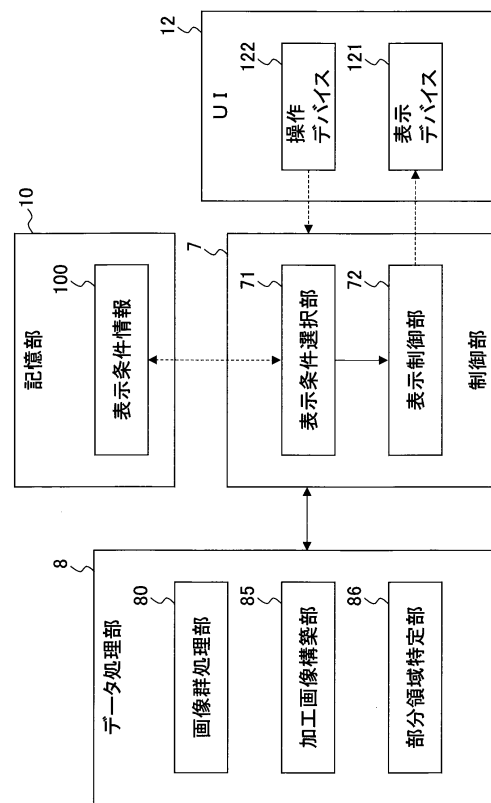 8
データ処理部
80
画像群処理部
85
加工画像構築部
86
部分領域特定部
10
記憶部
100
表示条件情報
7
71
表示条件選択部
72
表示制御部
制御部
12
UI
122
操作
デバイス
121
表示
デバイス